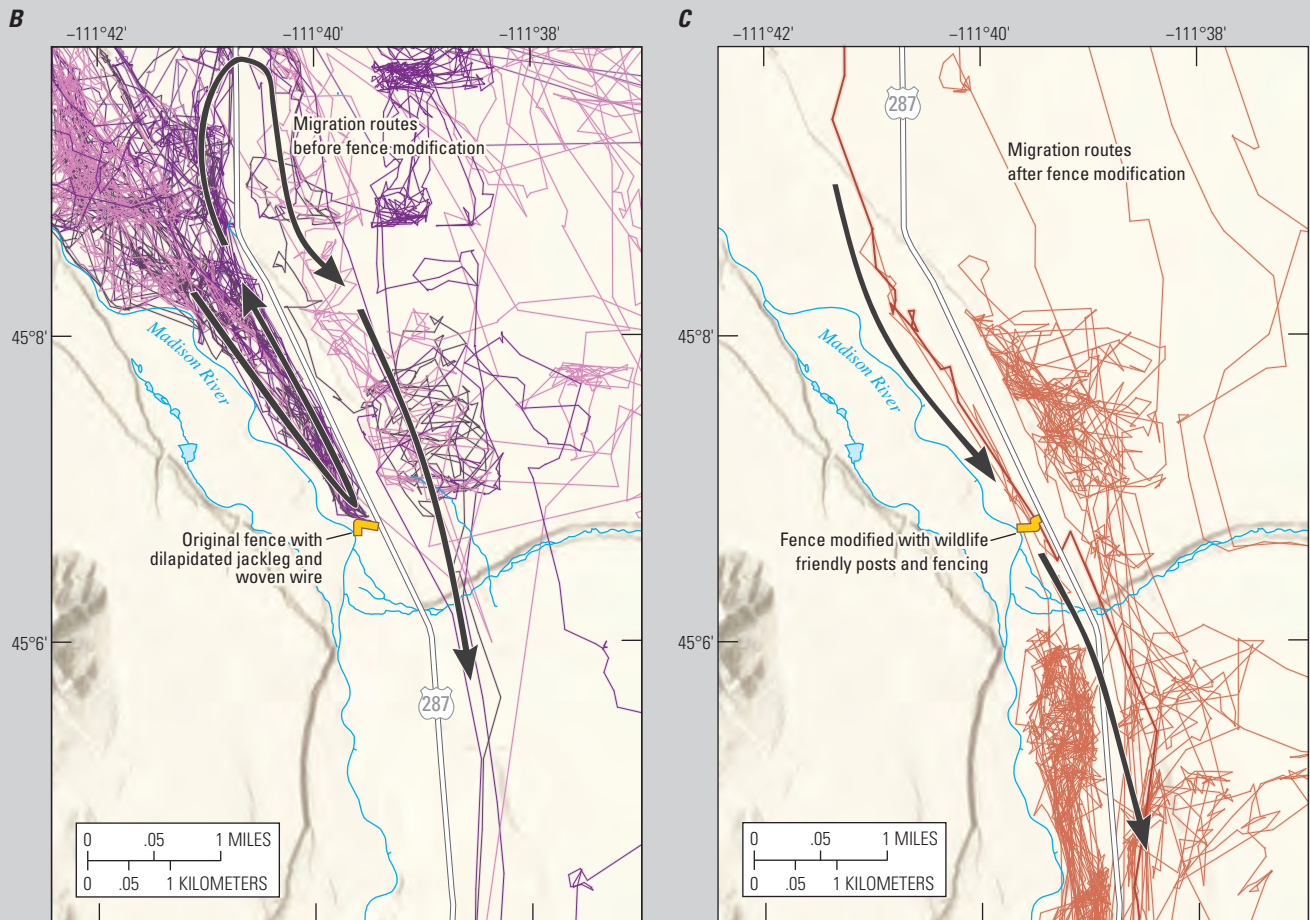 B
–111°42'
–111°40'
–111°38'
Migration routes
before fence modification
45°8'
Madison River
Original fence with
dilapidated jackleg and
woven wire
45°6'
287
0 .05 1 MILES
0 .05 1 KILOMETERS
C
–111°42'
–111°40'
–111°38'
287
Migration routes
after fence modification
45°8'
Madison River
Fence modified with wildlife
friendly posts and fencing
45°6'
0 .05 1 MILES
0 .05 1 KILOMETERS